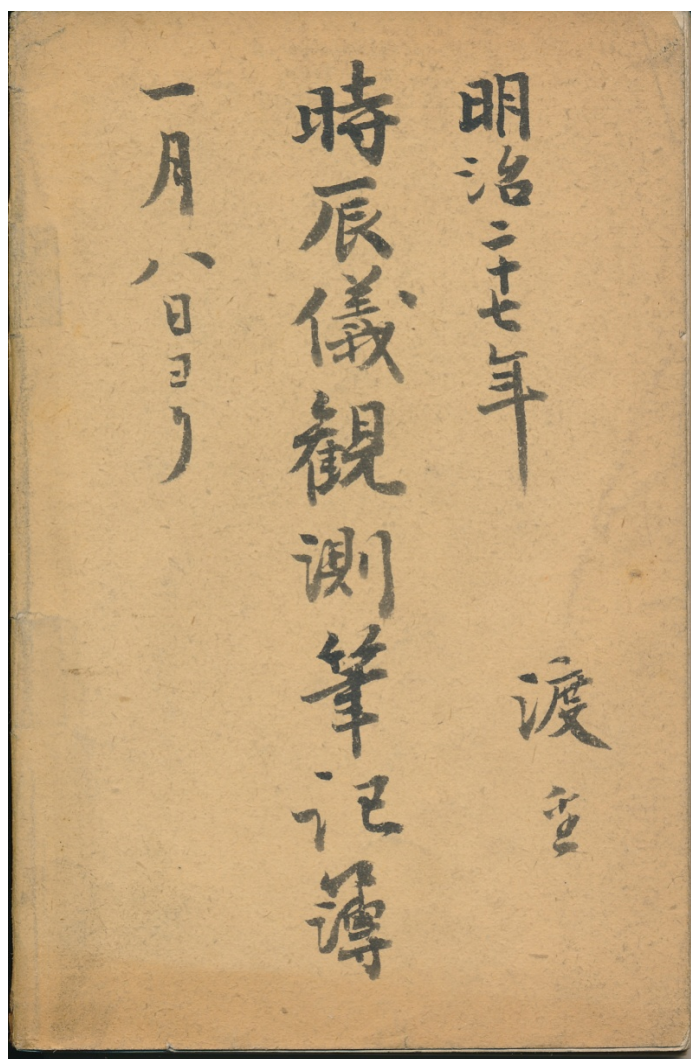 明治二十七年
時辰儀観測筆記簿
一月八日ヨリ
渡